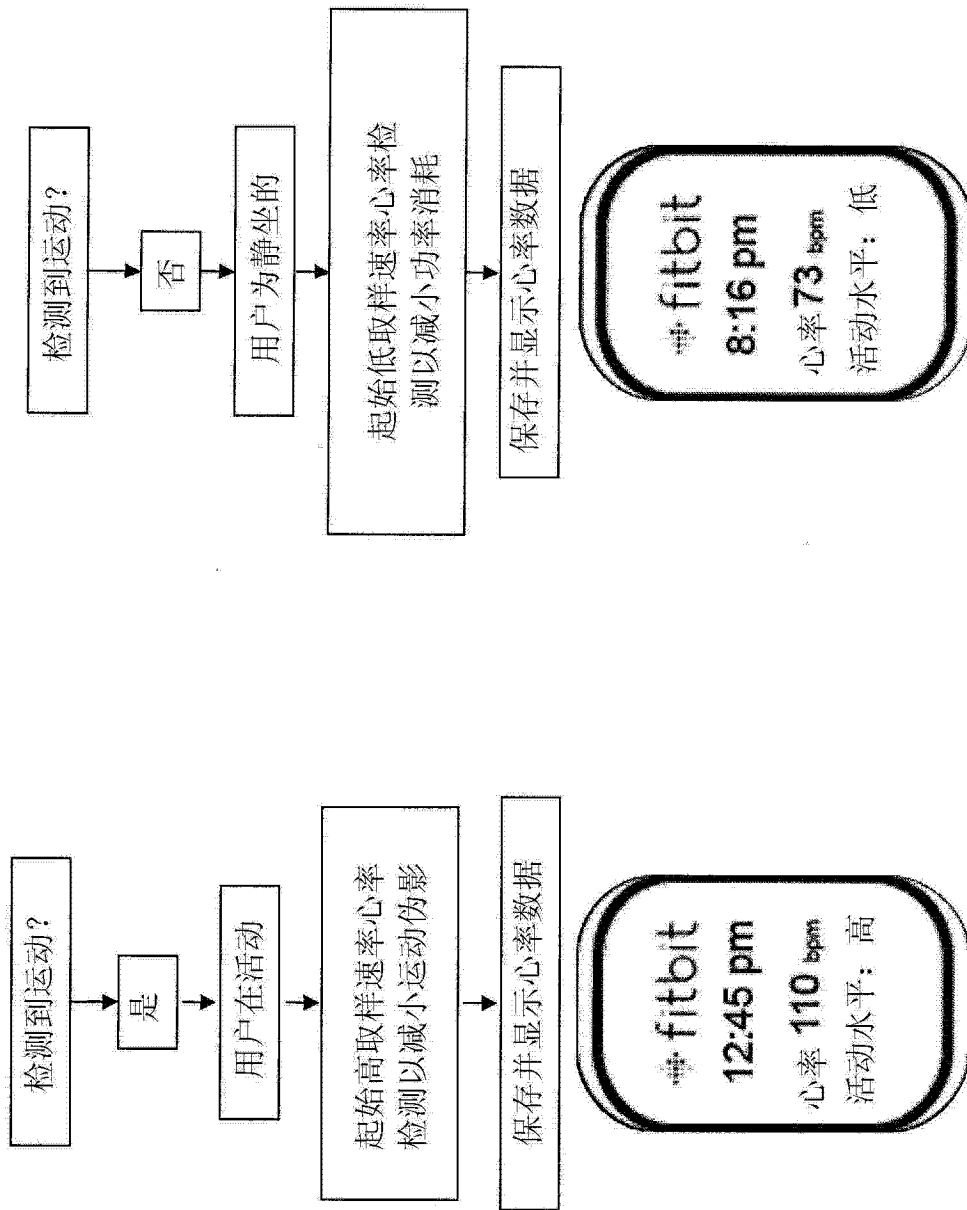 检测到运动？
是
用户在活动
起始高取样速率心率
检测以减小运动伪影
保存并显示心率数据
fitbit
12:45 pm
心率 110 bpm
活动水平：高
检测到运动？
否
用户为静坐的
起始低取样速率心率检
测以减小功率消耗
保存并显示心率数据
fitbit
8:16 pm
心率 73 bpm
活动水平：低